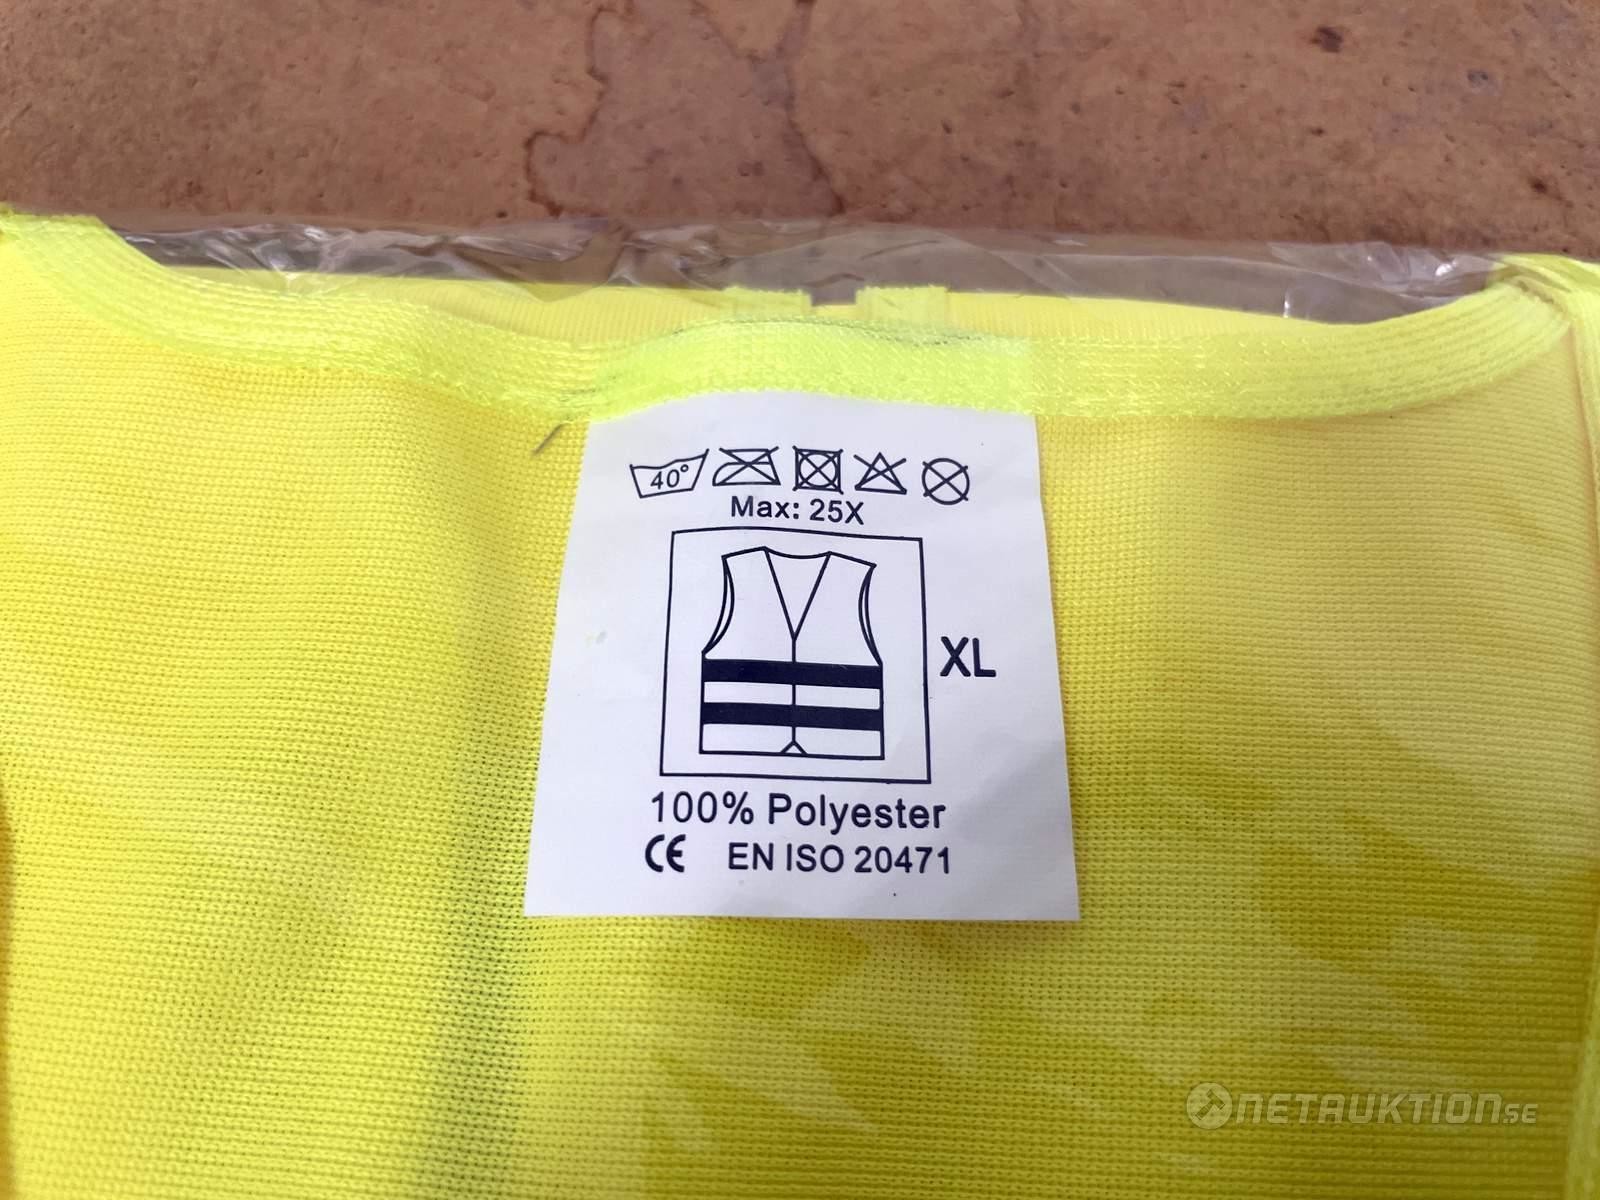 40°
Max: 25X
XL
100% Polyester
CE EN ISO 20471
NETAUKTION.SE